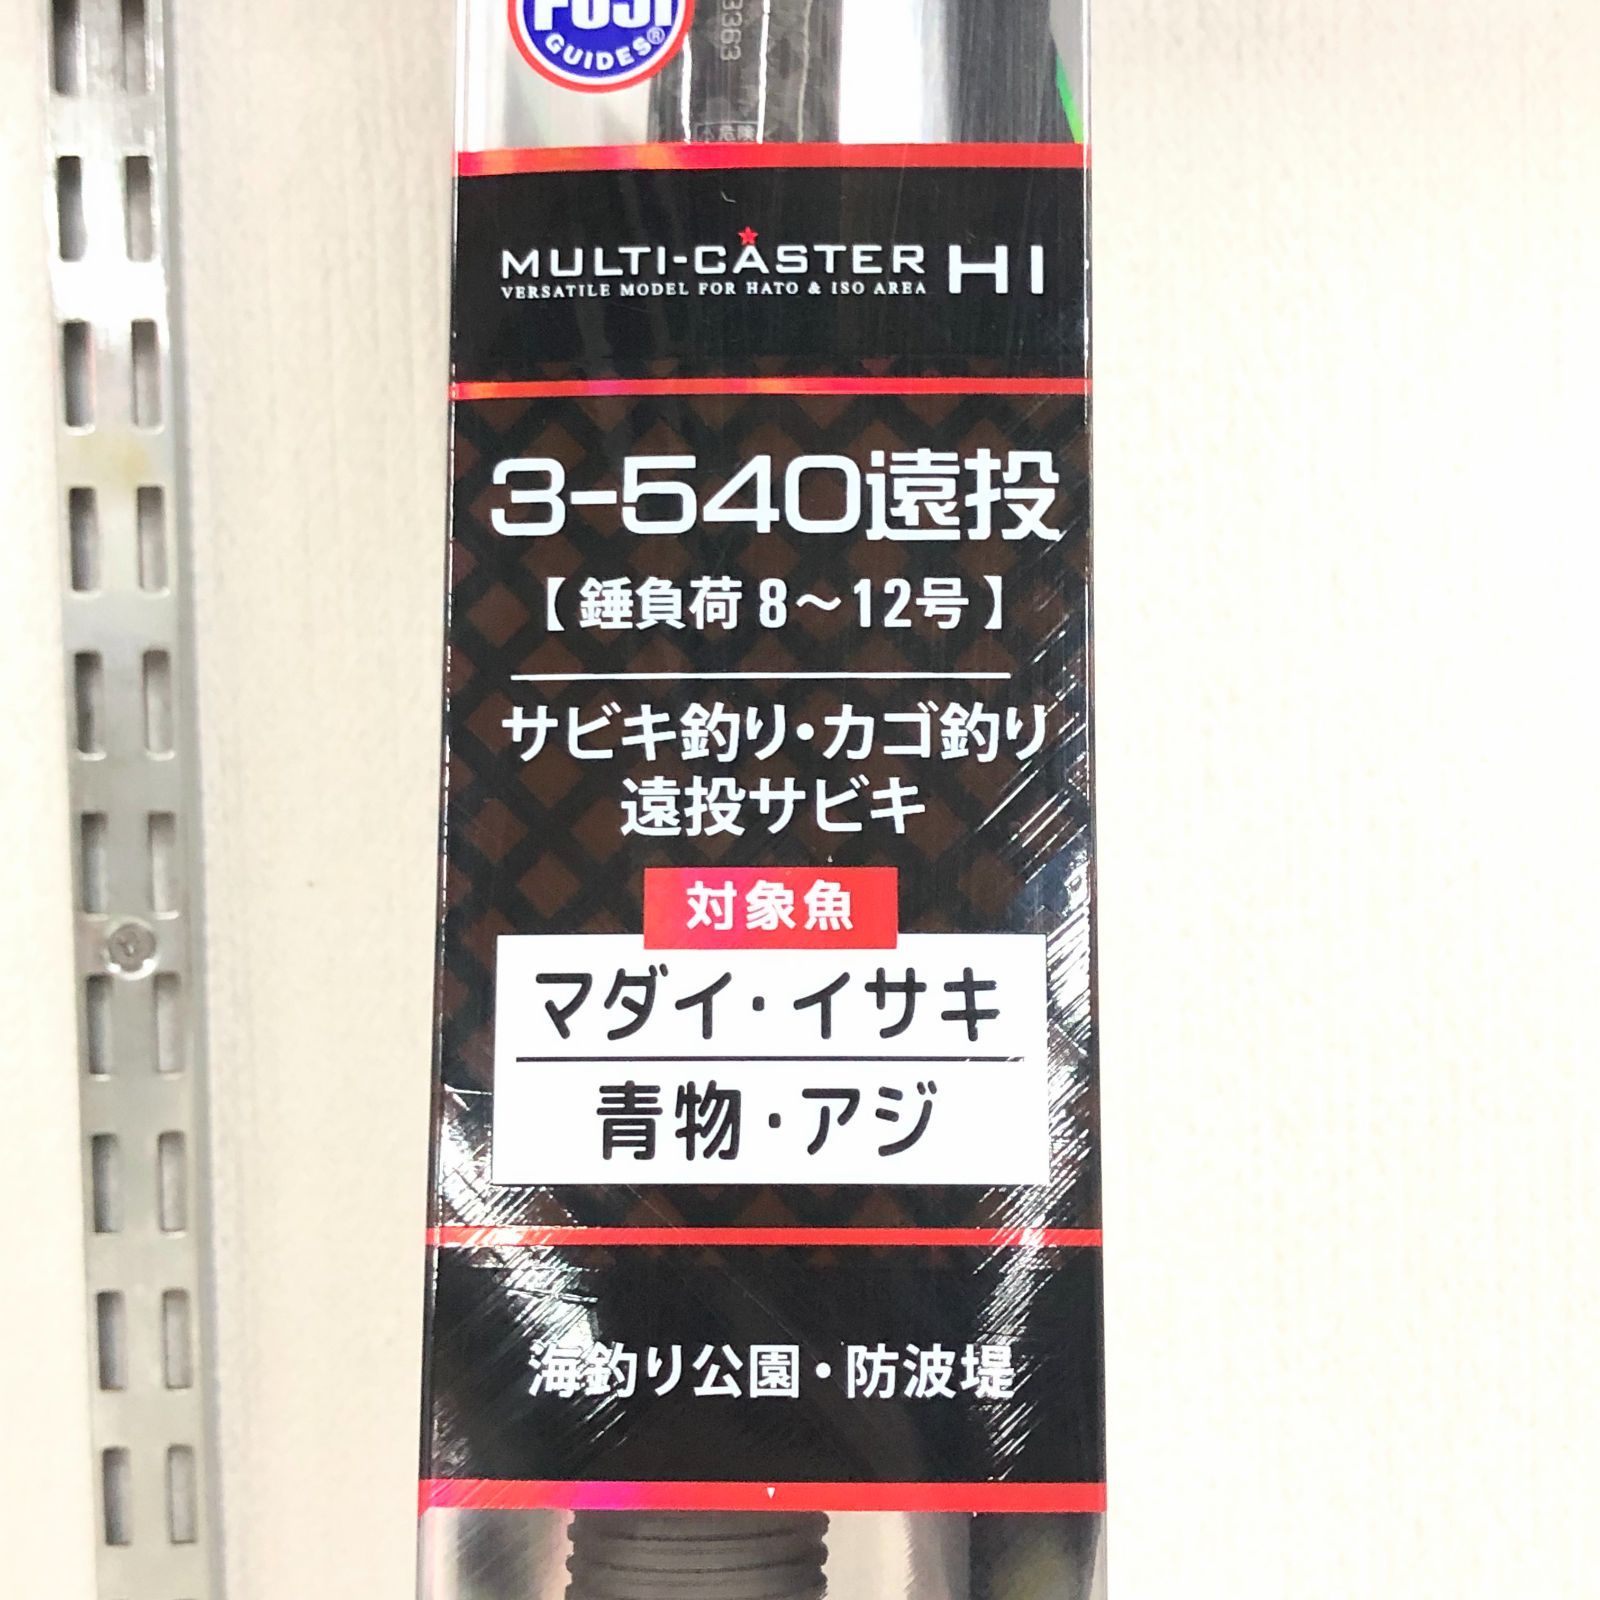 FUJI
GUIDES®
3363
⚠危険
MULTI-CASTER HI
VERSATILE MODEL FOR HATO & ISO AREA
3-540遠投
【錘負荷 8〜12号】
サビキ釣り・カゴ釣り
遠投サビキ
対象魚
マダイ・イサキ
青物・アジ
海釣り公園・防波堤